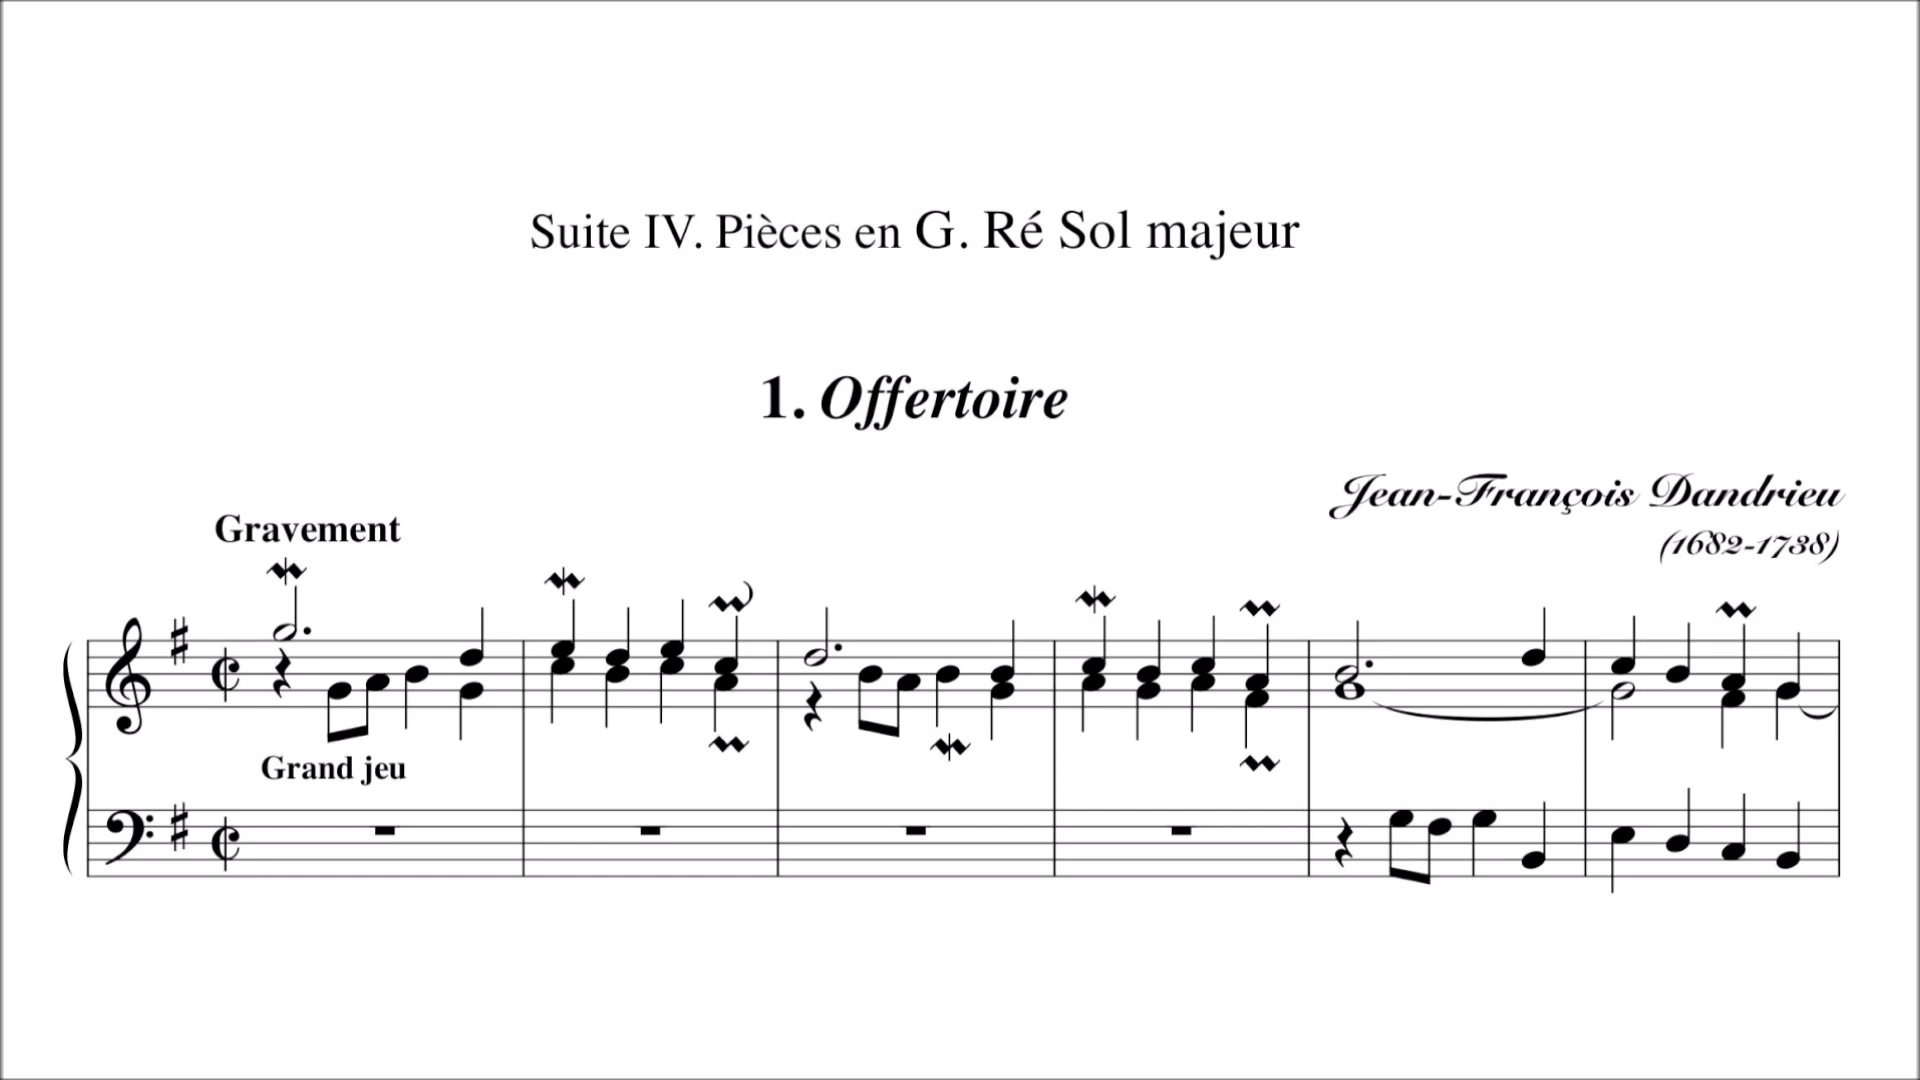 Suite IV. Pièces en G. Ré Sol majeur
1. Offertoire
Jean-François Dandrieu
(1682-1738)
Gravement
Grand jeu